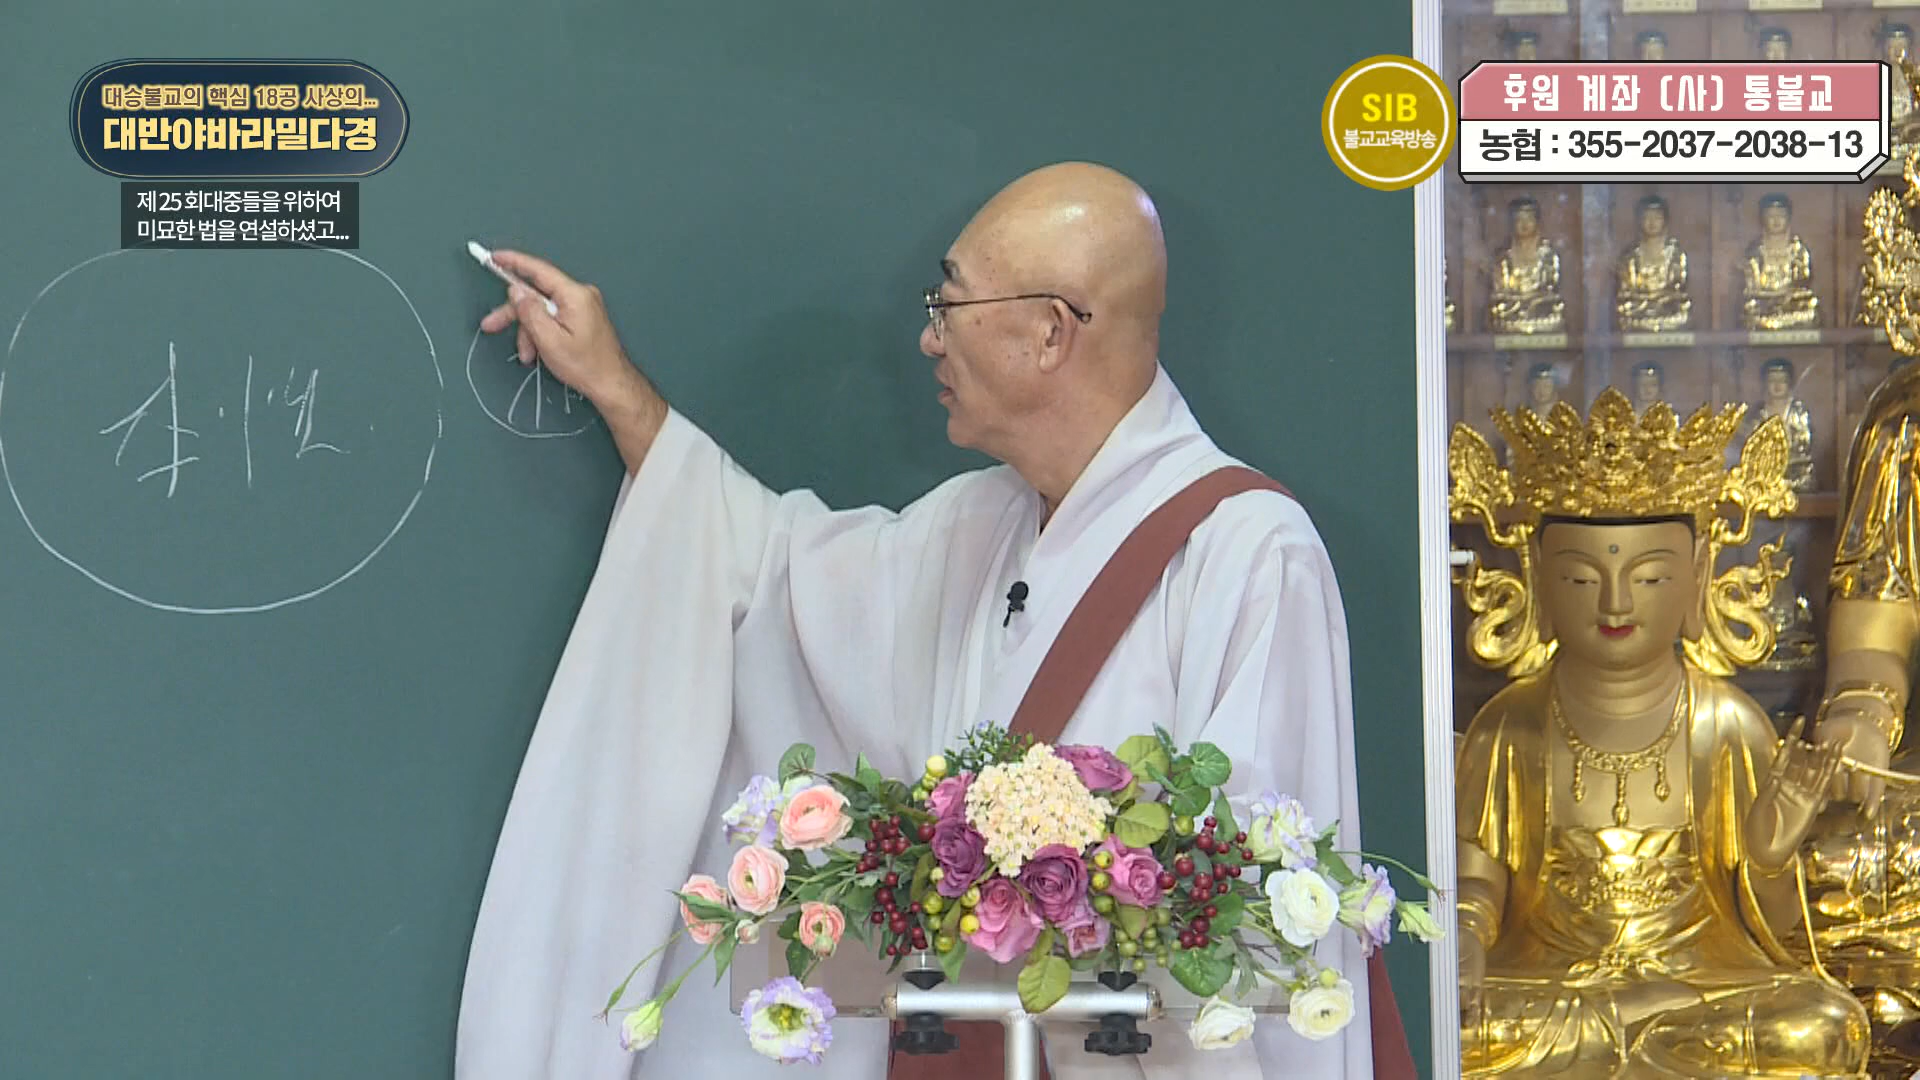 대승불교의 핵심 18공 사상의...
대반야바라밀다경
제 25 회대중들을 위하여
미묘한 법을 연설하셨고...
SIB
불교교육방송
후원 계좌 (사) 통불교
농협 : 355-2037-2038-13